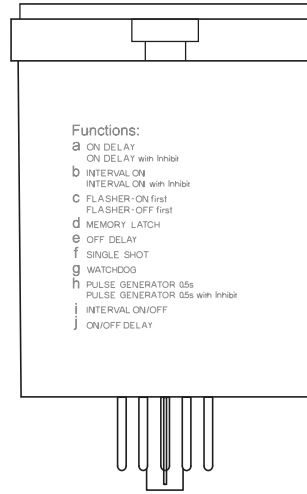 Functions:
a ON DELAY
ON DELAY with Inhibit
b INTERVAL ON
INTERVAL ON with Inhibit
c FLASHER-ON first
FLASHER-OFF first
d MEMORY LATCH
e OFF DELAY
f SINGLE SHOT
g WATCHDOG
h PULSE GENERATOR 0.5s
PULSE GENERATOR 0.5s with Inhibit
i INTERVAL ON/OFF
j ON/OFF DELAY